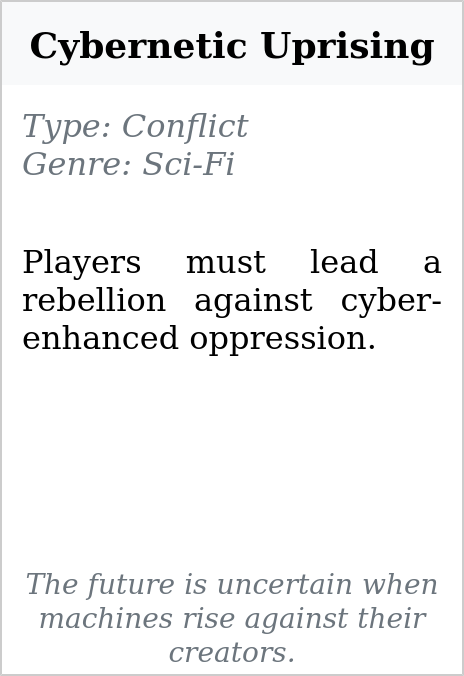 Cybernetic Uprising
Type: Conflict
Genre: Sci-Fi
Players must lead a
rebellion against cyber-
enhanced oppression.
The future is uncertain when
machines rise against their
creators.